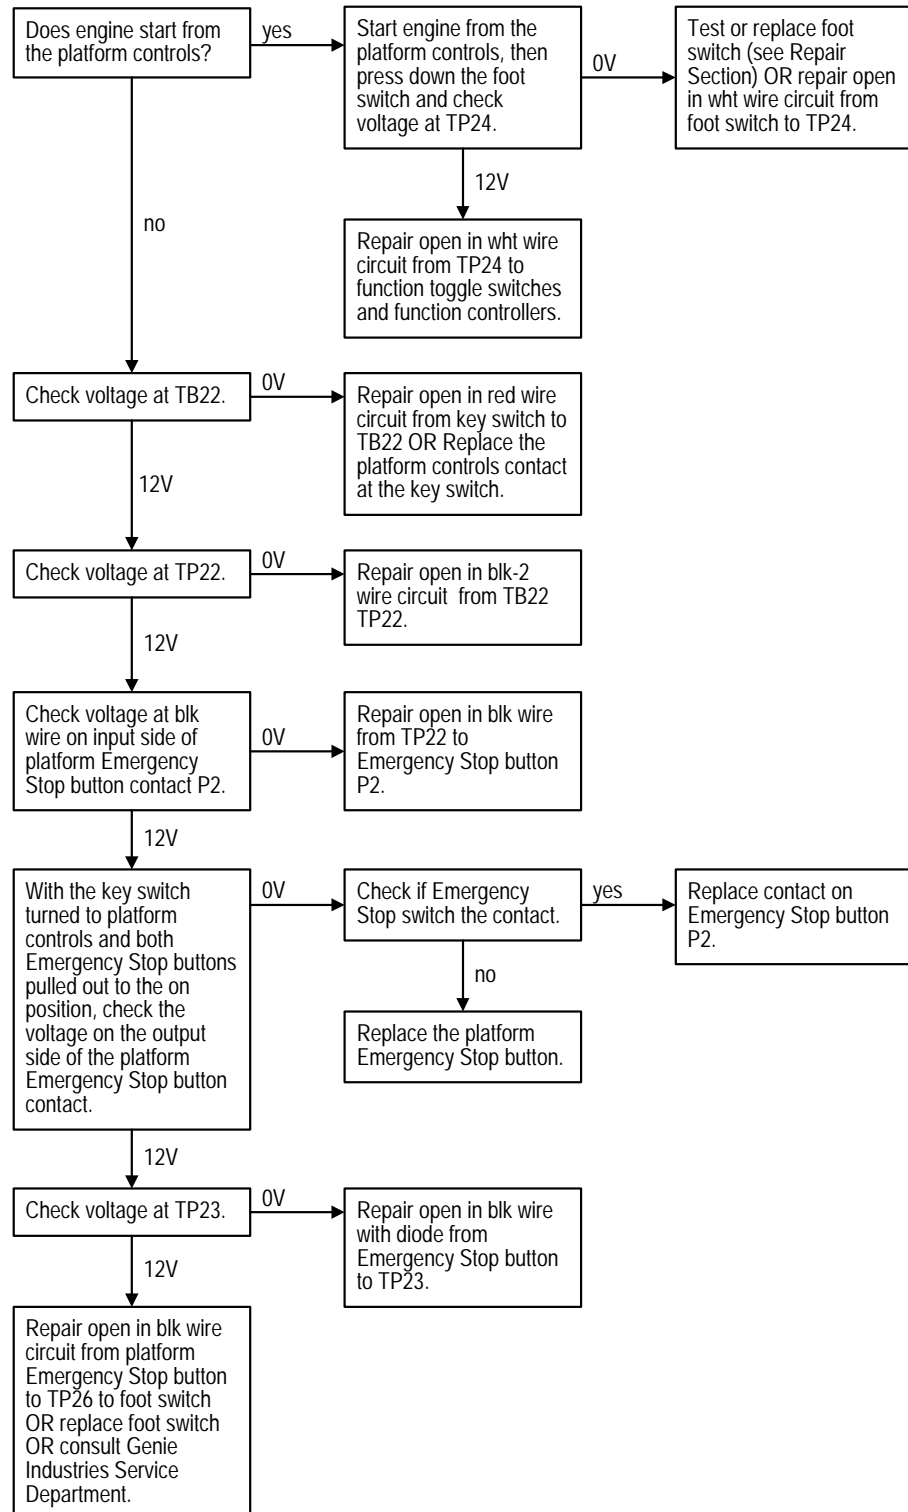 Does engine start from
the platform controls?
yes
Start engine from the
platform controls, then
press down the foot
switch and check
voltage at TP24.
0V
Test or replace foot
switch (see Repair
Section) OR repair open
in wht wire circuit from
foot switch to TP24.
12V
Repair open in wht wire
circuit from TP24 to
function toggle switches
and function controllers.
no
Check voltage at TB22.
0V
Repair open in red wire
circuit from key switch to
TB22 OR Replace the
platform controls contact
at the key switch.
12V
Check voltage at TP22.
0V
Repair open in blk-2
wire circuit from TB22
TP22.
12V
Check voltage at blk
wire on input side of
platform Emergency
Stop button contact P2.
0V
Repair open in blk wire
from TP22 to
Emergency Stop button
P2.
12V
With the key switch
turned to platform
controls and both
Emergency Stop buttons
pulled out to the on
position, check the
voltage on the output
side of the platform
Emergency Stop button
contact.
0V
Check if Emergency
Stop switch the contact.
yes
Replace contact on
Emergency Stop button
P2.
no
Replace the platform
Emergency Stop button.
12V
Check voltage at TP23.
0V
Repair open in blk wire
with diode from
Emergency Stop button
to TP23.
12V
Repair open in blk wire
circuit from platform
Emergency Stop button
to TP26 to foot switch
OR replace foot switch
OR consult Genie
Industries Service
Department.